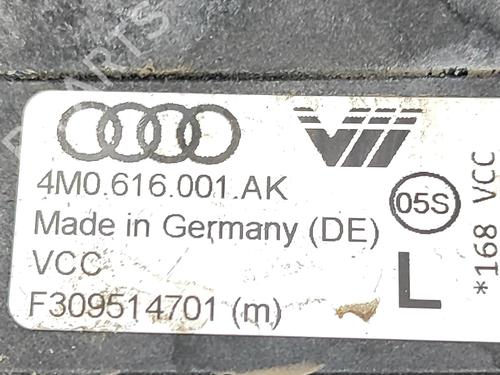 4M0.616.001.AK
Made in Germany (DE)
VCC
F309514701 (m)
05S
L
*168 VCC